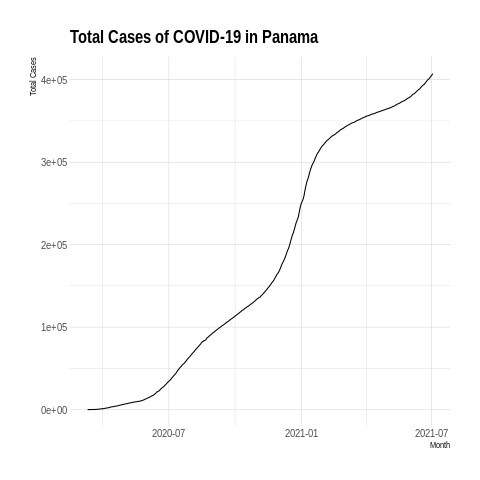 Total Cases of COVID-19 in Panama
Total Cases
4e+05
3e+05
2e+05
1e+05
0e+00
2020-07 2021-01 2021-07
Month